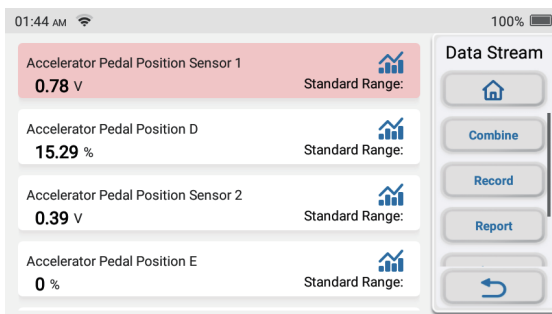 01:44 AM
100%
Accelerator Pedal Position Sensor 1
0.78 V
Standard Range:
Accelerator Pedal Position D
15.29 %
Standard Range:
Accelerator Pedal Position Sensor 2
0.39 V
Standard Range:
Accelerator Pedal Position E
0 %
Standard Range:
Data Stream
Combine
Record
Report